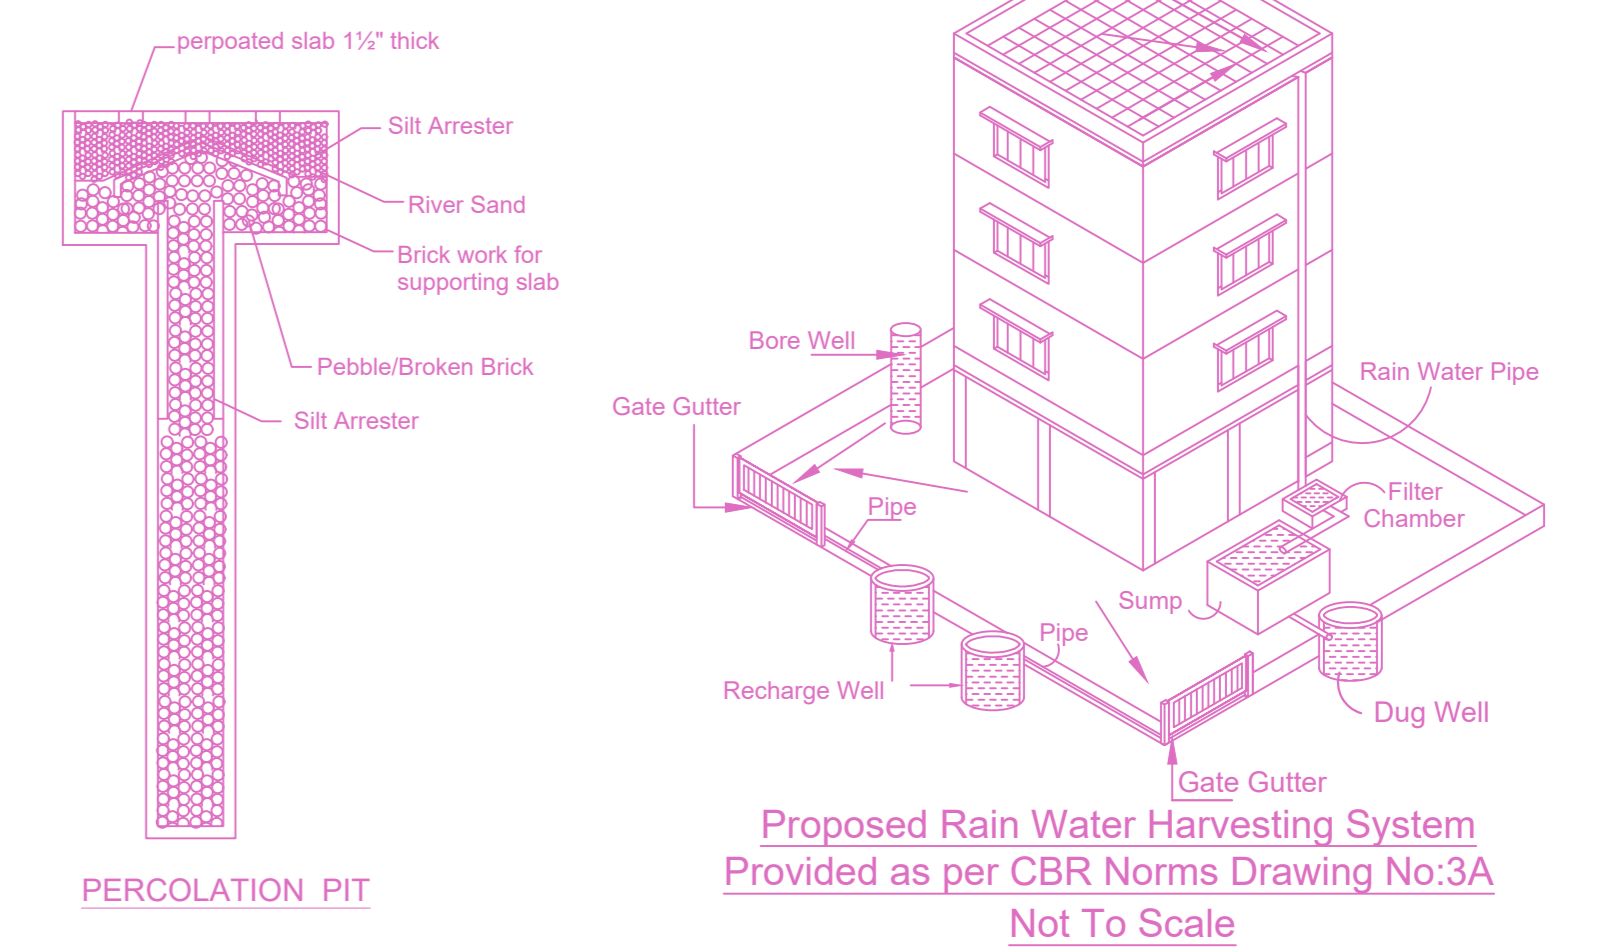 perpoated slab 1½" thick
Silt Arrester
River Sand
Brick work for
supporting slab
Pebble/Broken Brick
Silt Arrester
PERCOLATION PIT
Bore Well
Gate Gutter
Pipe
Rain Water Pipe
Filter
Chamber
Sump
Pipe
Recharge Well
Dug Well
Gate Gutter
Proposed Rain Water Harvesting System
Provided as per CBR Norms Drawing No:3A
Not To Scale